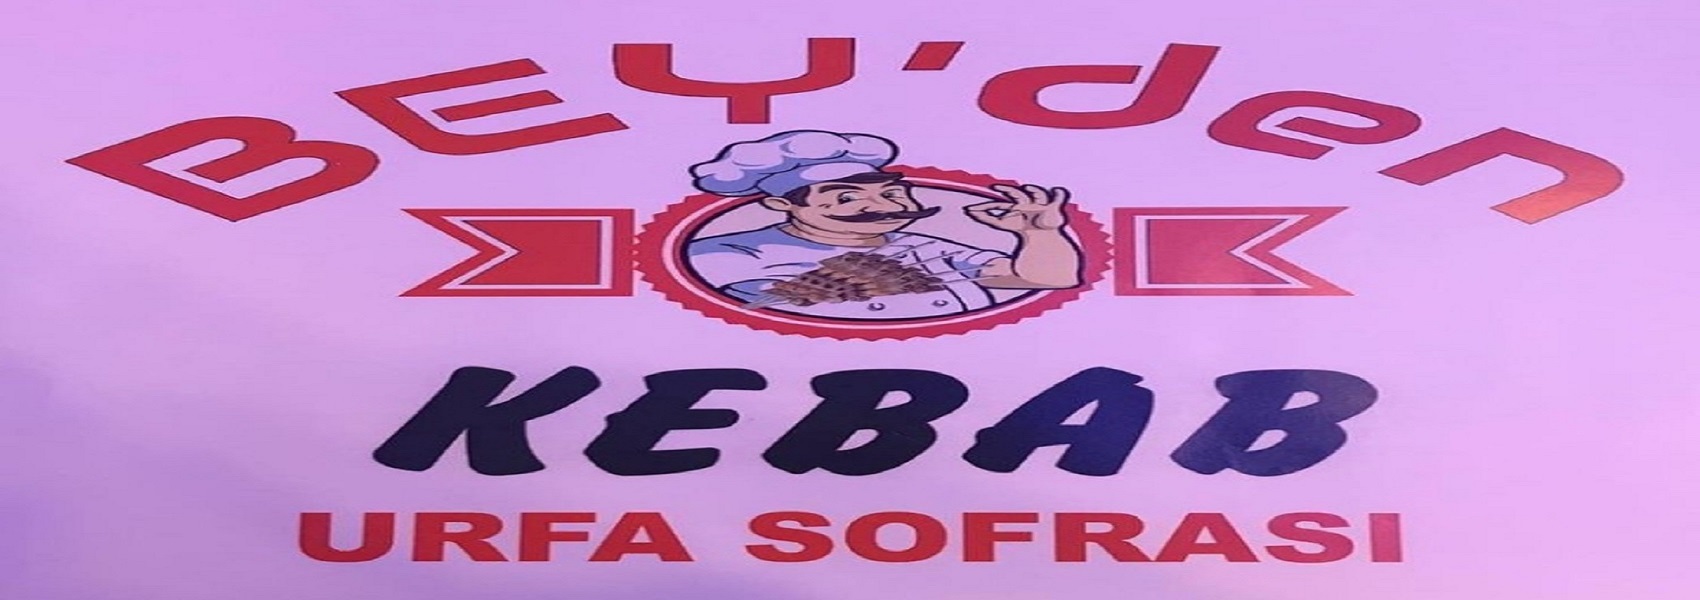 BEY'den
KEBAB
URFA SOFRASI